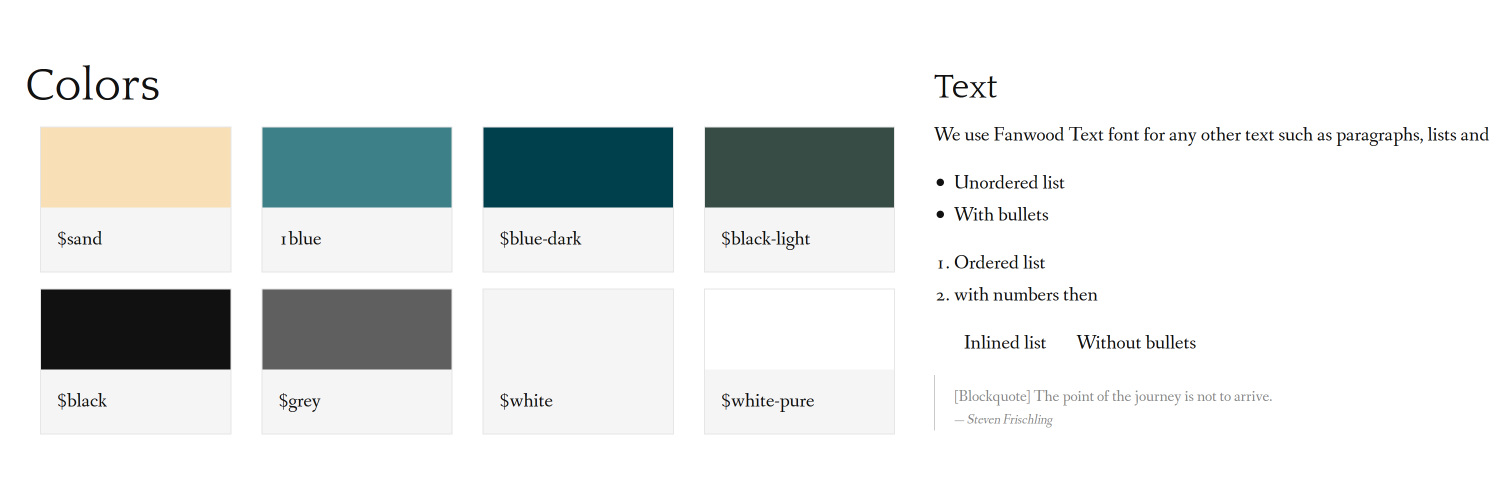 Colors
$sand
1blue
$blue-dark
$black-light
$black
$grey
$white
$white-pure
Text
We use Fanwood Text font for any other text such as paragraphs, lists and
Unordered list
With bullets
1. Ordered list
2. with numbers then
Inlined list Without bullets
[Blockquote] The point of the journey is not to arrive.
— Steven Frischling